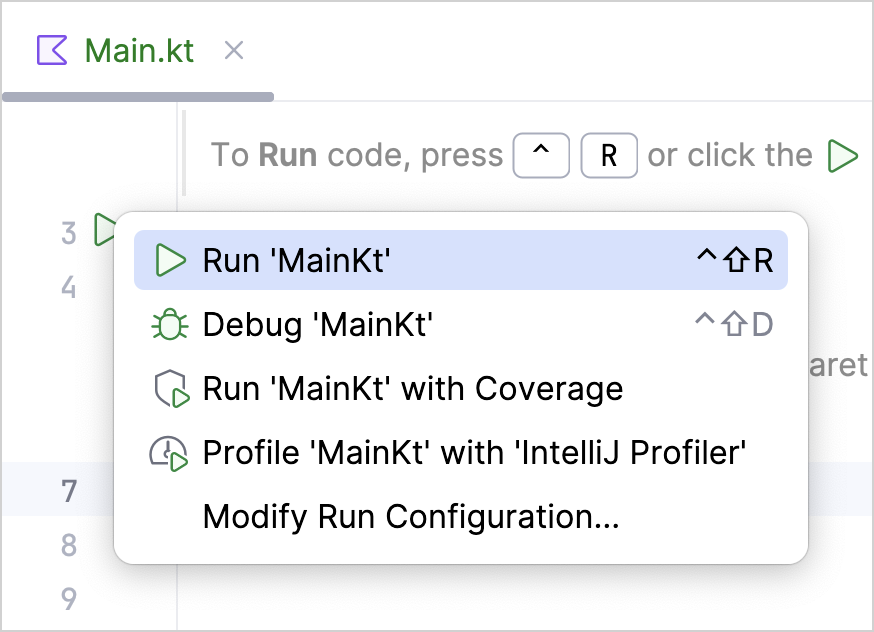 Main.kt
To Run code, press ^ R or click the
3
Run 'MainKt' ^⇧R
4
Debug 'MainKt' ^⇧D
aret
Run 'MainKt' with Coverage
Profile 'MainKt' with 'IntelliJ Profiler'
7
Modify Run Configuration...
8
9